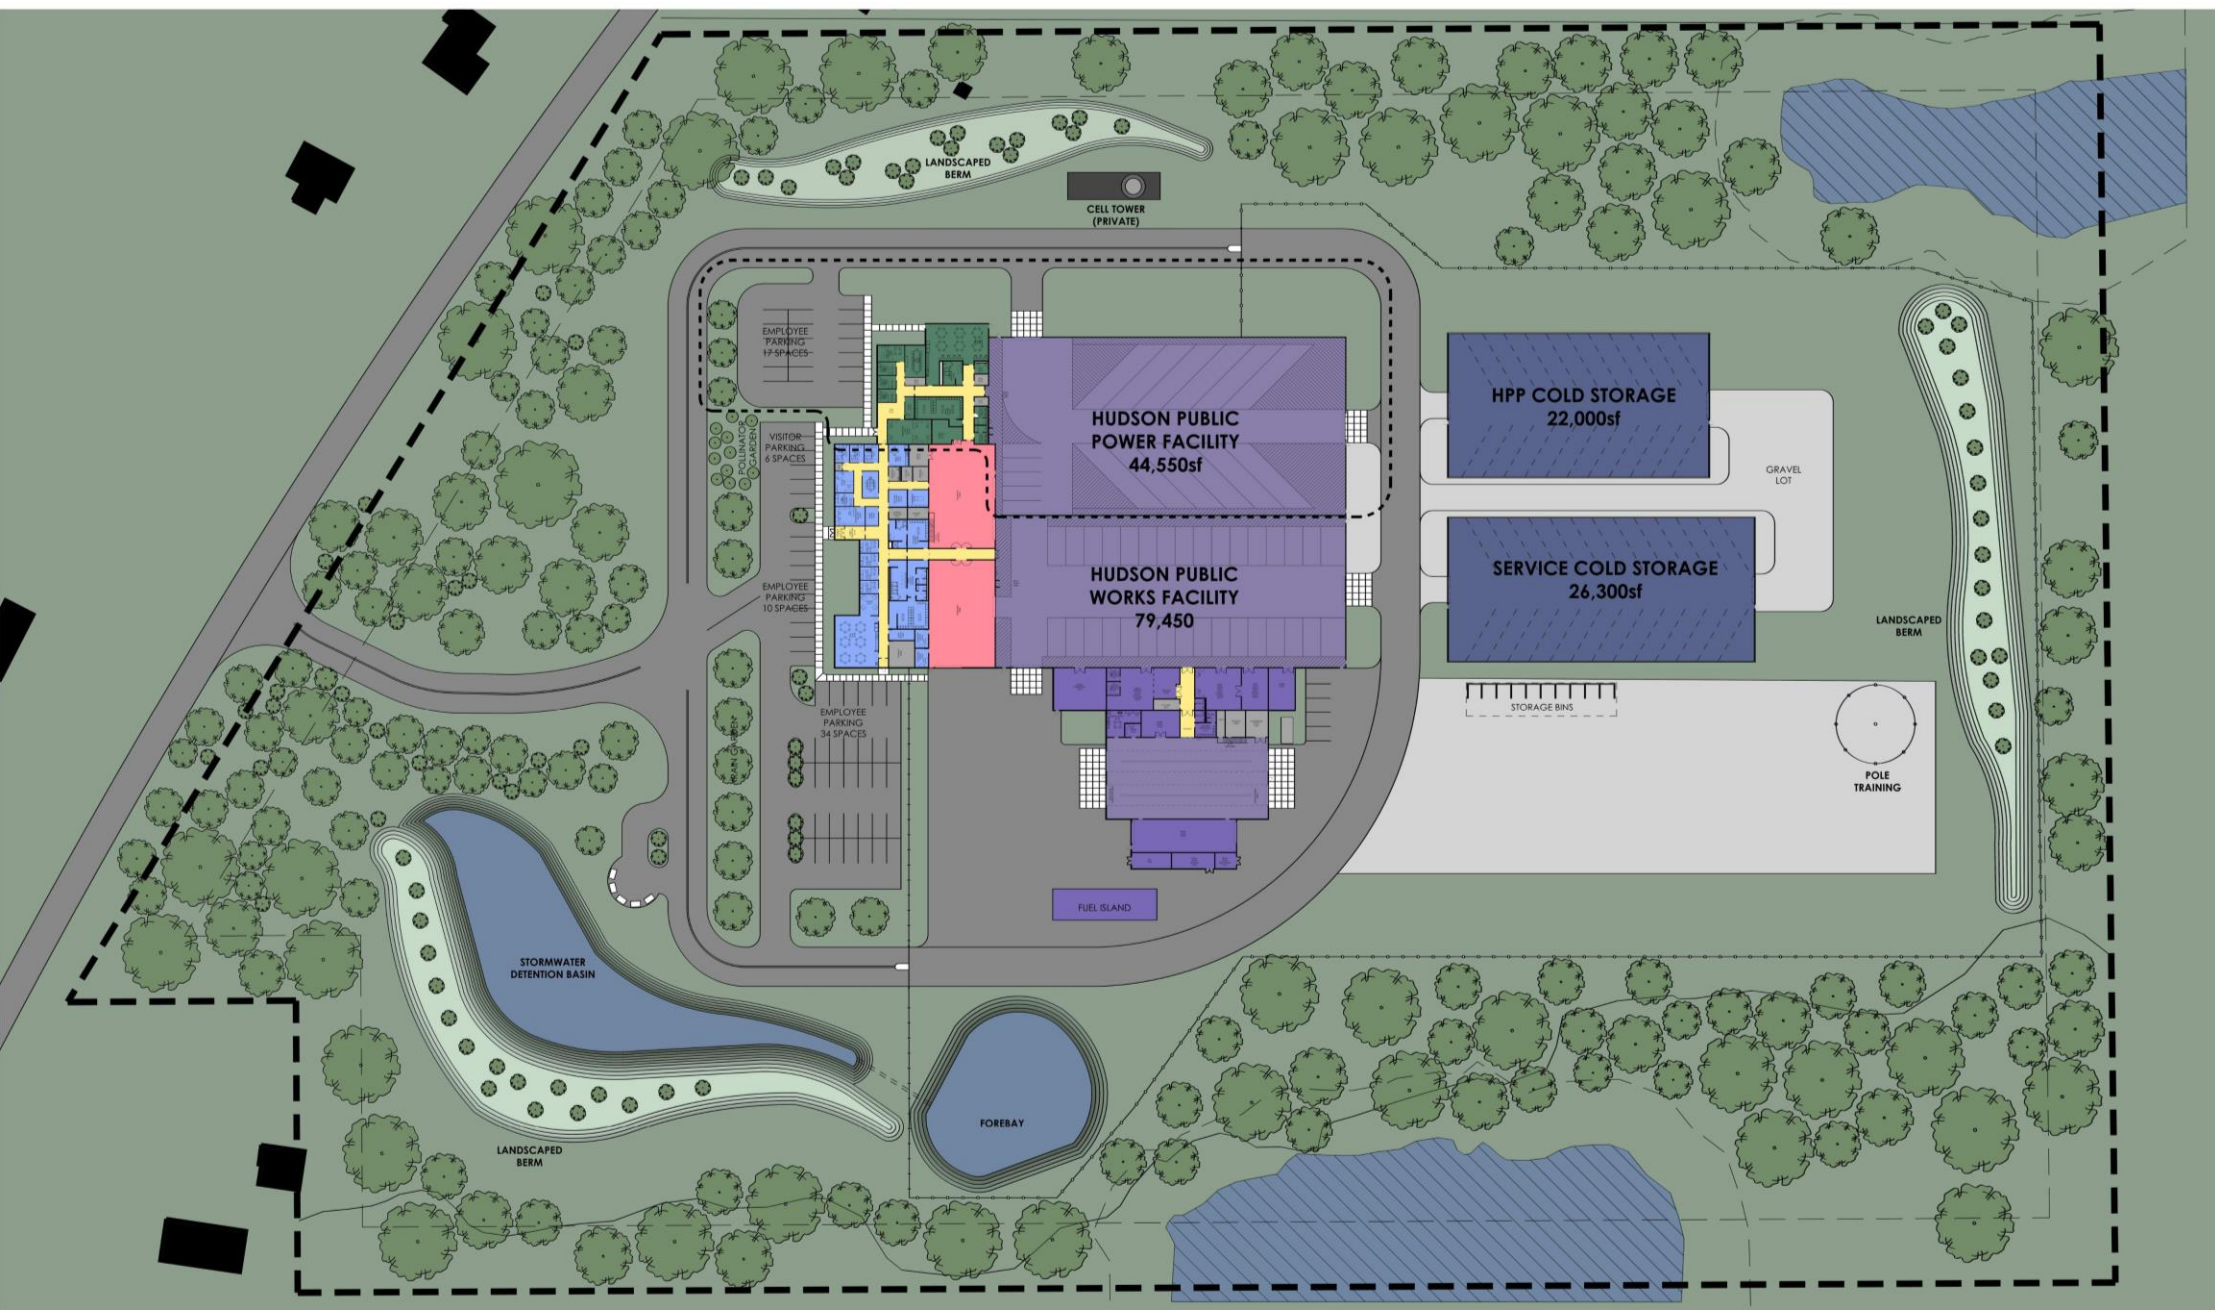 LANDSCAPED
BERM
CELL TOWER
(PRIVATE)
EMPLOYEE
PARKING
17 SPACES
HUDSON PUBLIC
POWER FACILITY
44,550sf
HPP COLD STORAGE
22,000sf
GRAVEL
LOT
POLLINATOR
GARDEN
VISITOR
PARKING
6 SPACES
EMPLOYEE
PARKING
10 SPACES
HUDSON PUBLIC
WORKS FACILITY
79,450
SERVICE COLD STORAGE
26,300sf
LANDSCAPED
BERM
STORAGE BINS
EMPLOYEE
PARKING
34 SPACES
RAIN GARDEN
POLE
TRAINING
FUEL ISLAND
STORMWATER
DETENTION BASIN
FOREBAY
LANDSCAPED
BERM